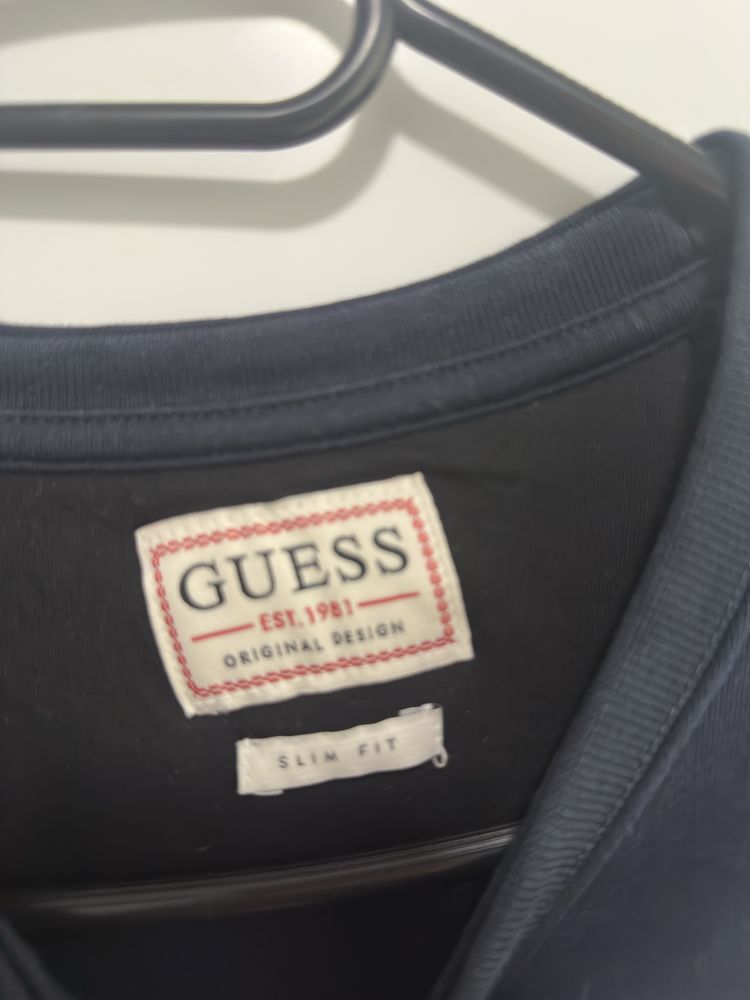 GUESS
EST.1981
ORIGINAL DESIGN
SLIM FIT